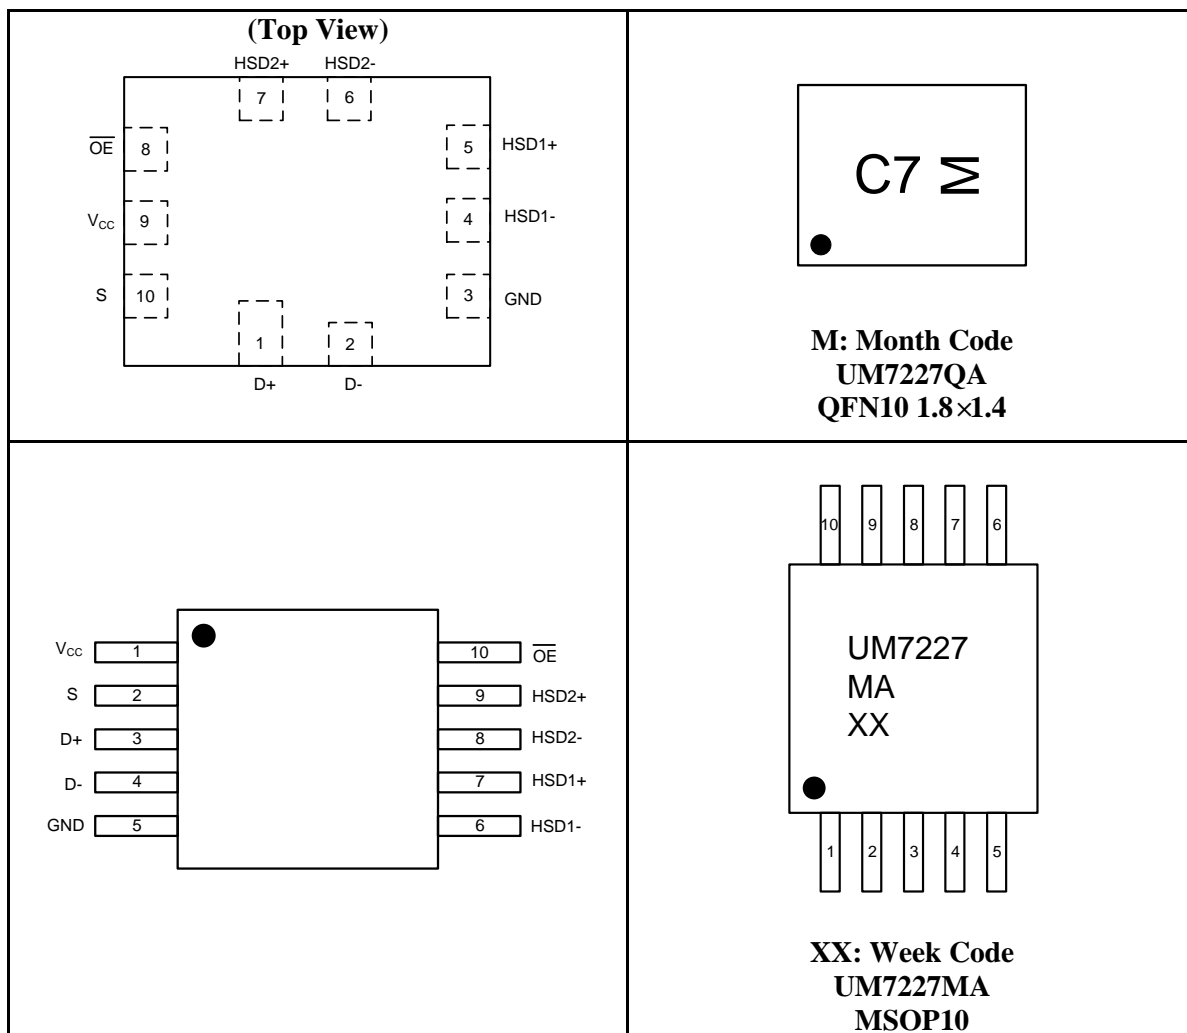 (Top View)
HSD2+ HSD2-
7 6
O̅E̅ 8 5 HSD1+
VCC 9 4 HSD1-
S 10 3 GND
1 2
D+ D-
C7 M
M: Month Code
UM7227QA
QFN10 1.8×1.4
VCC 1 10 O̅E̅
S 2 9 HSD2+
D+ 3 8 HSD2-
D- 4 7 HSD1+
GND 5 6 HSD1-
10 9 8 7 6
UM7227
MA
XX
1 2 3 4 5
XX: Week Code
UM7227MA
MSOP10